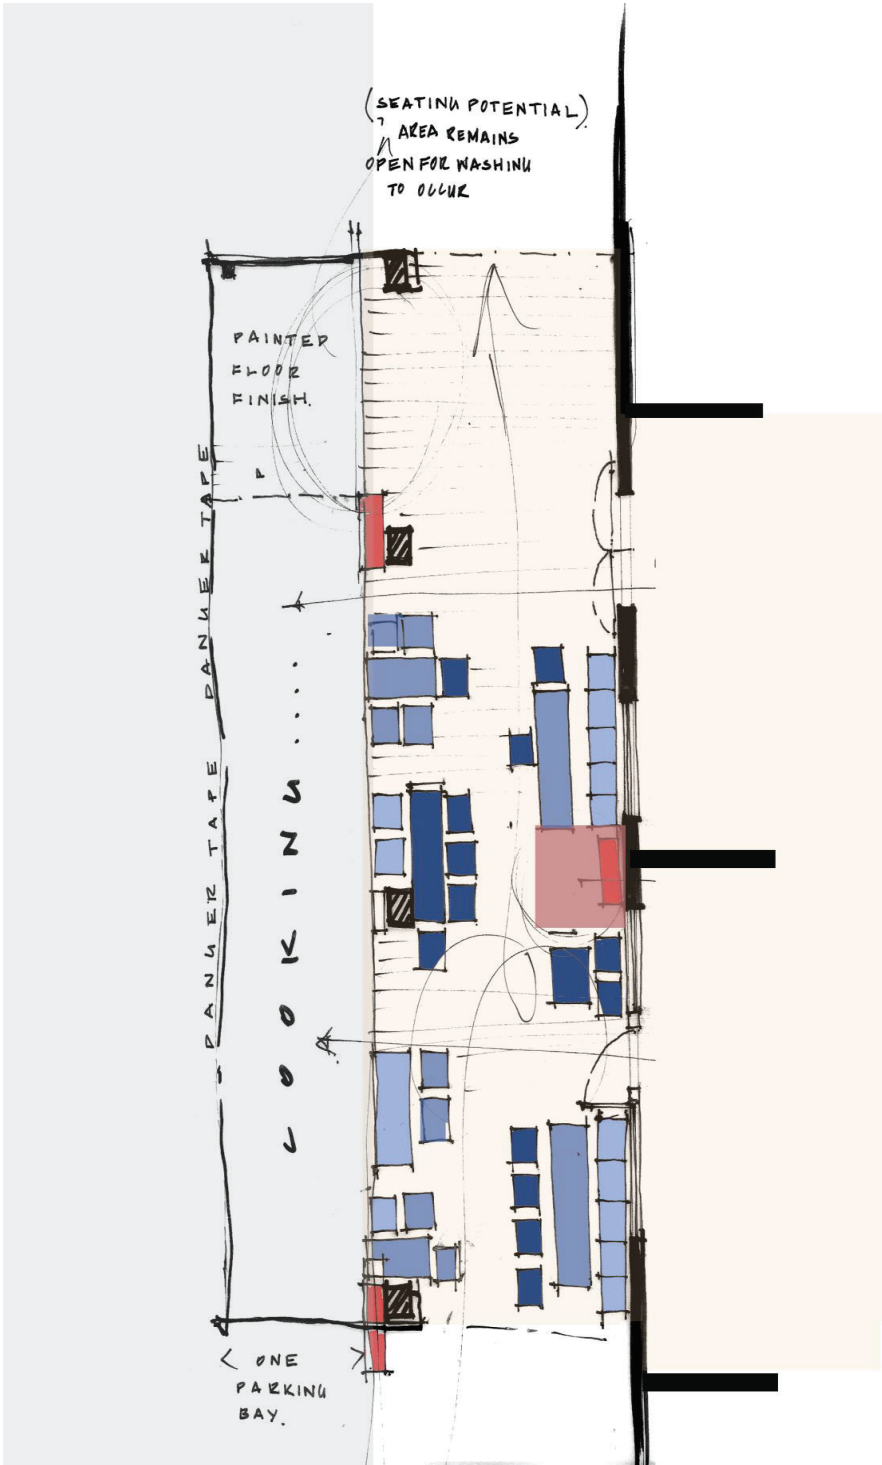 (SEATING POTENTIAL).
AREA REMAINS
OPEN FOR WASHING
TO OCCUR
PAINTED
FLOOR
FINISH.
DANGER TAPE DANGER TAPE
COOKING.....
< ONE >
PARKING
BAY.